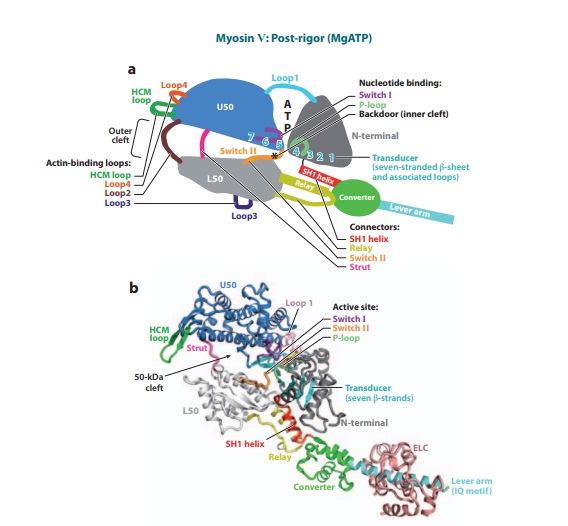 Myosin V: Post-rigor (MgATP)
a
Loop4
HCM
loop
Loop1
U50
A
T
P
Nucleotide binding:
Switch I
P-loop
Backdoor (inner cleft)
Outer
cleft
7 6 5
4 3 2 1
N-terminal
Switch II
*
Transducer
(seven-stranded β-sheet
and associated loops)
Actin-binding loops:
HCM loop
Loop4
Loop2
Loop3
L50
SH1 helix
Relay
Converter
Lever arm
Loop3
Connectors:
SH1 helix
Relay
Switch II
Strut
b
U50
Loop 1
Active site:
Switch I
Switch II
P-loop
HCM
loop
Strut
50-kDa
cleft
Transducer
(seven β-strands)
L50
N-terminal
SH1 helix
Relay
ELC
Converter
Lever arm
(IQ motif)